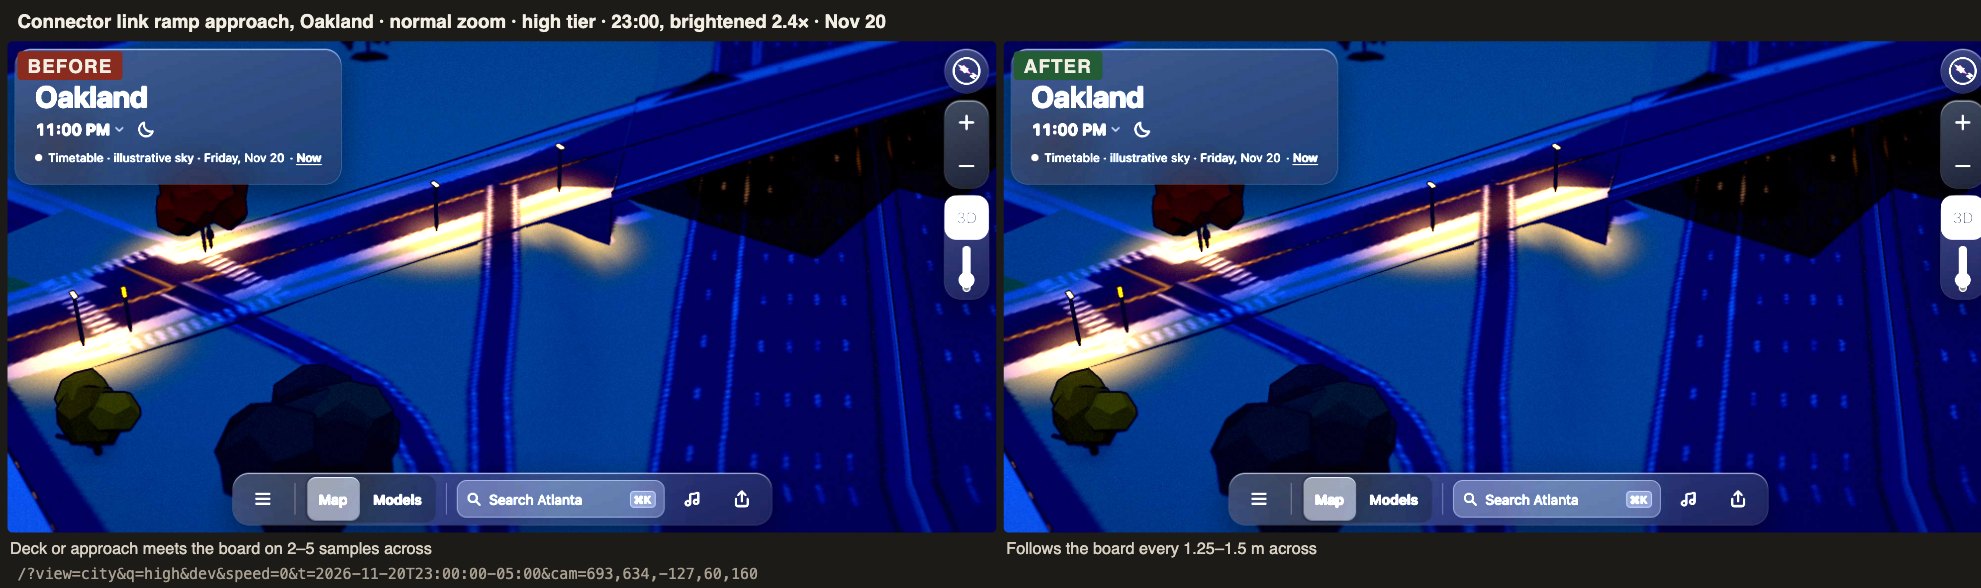 Connector link ramp approach, Oakland · normal zoom · high tier · 23:00, brightened 2.4× · Nov 20
BEFORE
Oakland
11:00 PM
Timetable · illustrative sky · Friday, Nov 20 · Now
+
−
3D
Map
Models
Search Atlanta
⌘K
AFTER
Oakland
11:00 PM
Timetable · illustrative sky · Friday, Nov 20 · Now
+
−
3D
Map
Models
Search Atlanta
⌘K
Deck or approach meets the board on 2–5 samples across
Follows the board every 1.25–1.5 m across
/?view=city&q=high&dev&speed=0&t=2026-11-20T23:00:00-05:00&cam=693,634,-127,60,160